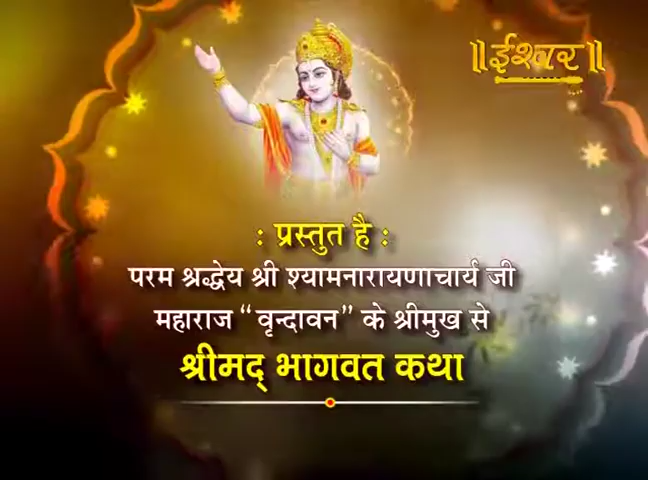 ॥ईश्वर॥
: प्रस्तुत है :
परम श्रद्धेय श्री श्यामनारायणाचार्य जी
महाराज “वृन्दावन” के श्रीमुख से
श्रीमद् भागवत कथा